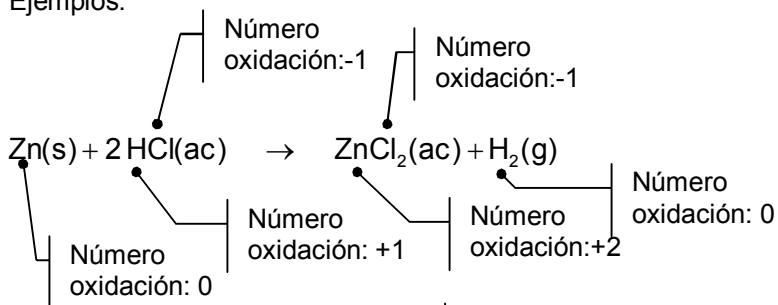 Ejemplos:
Número
oxidación:-1
Número
oxidación:-1
Zn(s) + 2 HCl(ac) → ZnCl₂(ac) + H₂(g)
Número
oxidación: 0
Número
oxidación: +1
Número
oxidación:+2
Número
oxidación: 0